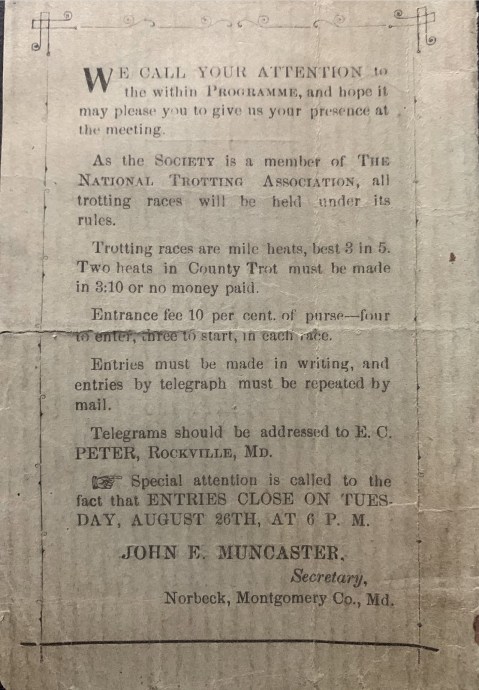 WE CALL YOUR ATTENTION to
the within PROGRAMME, and hope it
may please you to give us your presence at
the meeting.
As the SOCIETY is a member of THE
NATIONAL TROTTING ASSOCIATION, all
trotting races will be held under its
rules.
Trotting races are mile heats, best 3 in 5.
Two heats in County Trot must be made
in 3:10 or no money paid.
Entrance fee 10 per cent. of purse—four
to enter, three to start, in each race.
Entries must be made in writing, and
entries by telegraph must be repeated by
mail.
Telegrams should be addressed to E. C.
PETER, ROCKVILLE, MD.
☞ Special attention is called to the
fact that ENTRIES CLOSE ON TUES-
DAY, AUGUST 26TH, AT 6 P. M.
JOHN E. MUNCASTER,
Secretary,
Norbeck, Montgomery Co., Md.